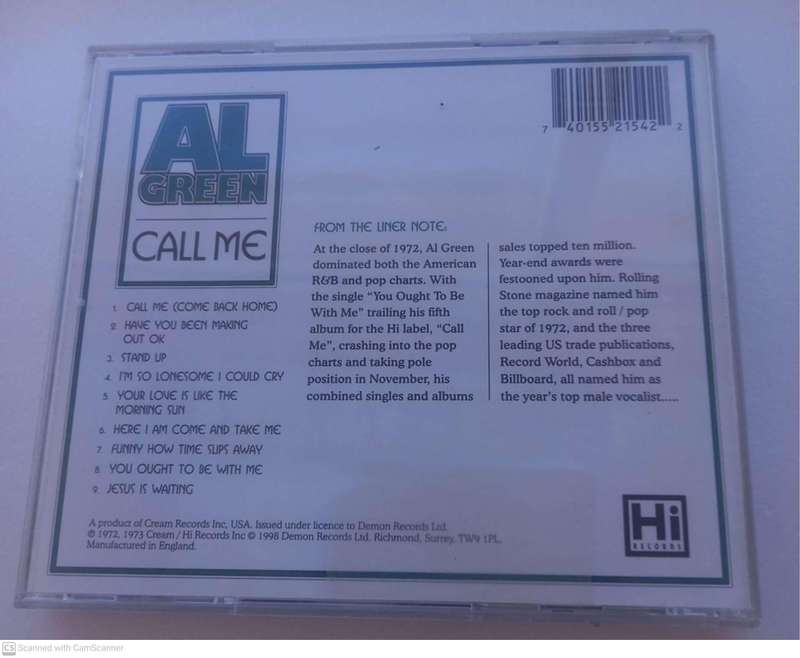 AL
GREEN
CALL ME
7 40155 21542 2
1. CALL ME (COME BACK HOME)
2. HAVE YOU BEEN MAKING
OUT OK
3. STAND UP
4. I'M SO LONESOME I COULD CRY
5. YOUR LOVE IS LIKE THE
MORNING SUN
6. HERE I AM COME AND TAKE ME
7. FUNNY HOW TIME SLIPS AWAY
8. YOU OUGHT TO BE WITH ME
9. JESUS IS WAITING
FROM THE LINER NOTE:
At the close of 1972, Al Green
dominated both the American
R&B and pop charts. With
the single “You Ought To Be
With Me” trailing his fifth
album for the Hi label, “Call
Me”, crashing into the pop
charts and taking pole
position in November, his
combined singles and albums
sales topped ten million.
Year-end awards were
festooned upon him. Rolling
Stone magazine named him
the top rock and roll / pop
star of 1972, and the three
leading US trade publications,
Record World, Cashbox and
Billboard, all named him as
the year's top male vocalist.....
A product of Cream Records Inc, USA. Issued under licence to Demon Records Ltd.
℗ 1972, 1973 Cream / Hi Records Inc © 1998 Demon Records Ltd. Richmond, Surrey, TW9 1PL.
Manufactured in England.
Hi
RECORDS
CS Scanned with CamScanner